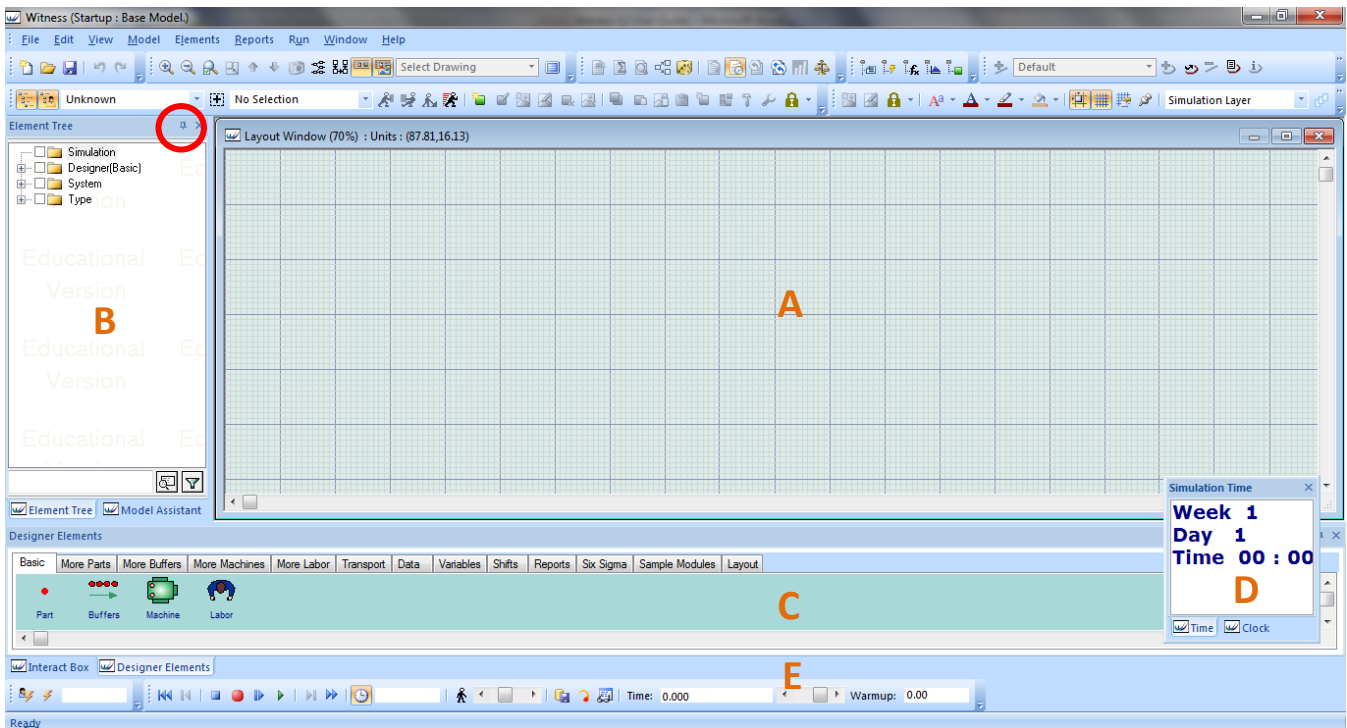 Witness (Startup : Base Model.)
File Edit View Model Elements Reports Run Window Help
Select Drawing Default
Unknown No Selection Simulation Layer
Element Tree
Layout Window (70%) : Units : (87.81,16.13)
Simulation
Designer(Basic)
System
Type
Educational
Version
A
B
Educational
Version
Educational
Element Tree Model Assistant
Simulation Time
Week 1
Day 1
Time 00 : 00
D
Time Clock
Designer Elements
Basic More Parts More Buffers More Machines More Labor Transport Data Variables Shifts Reports Six Sigma Sample Modules Layout
Part Buffers Machine Labor
C
Interact Box Designer Elements
E
Time: 0.000 Warmup: 0.00
Ready